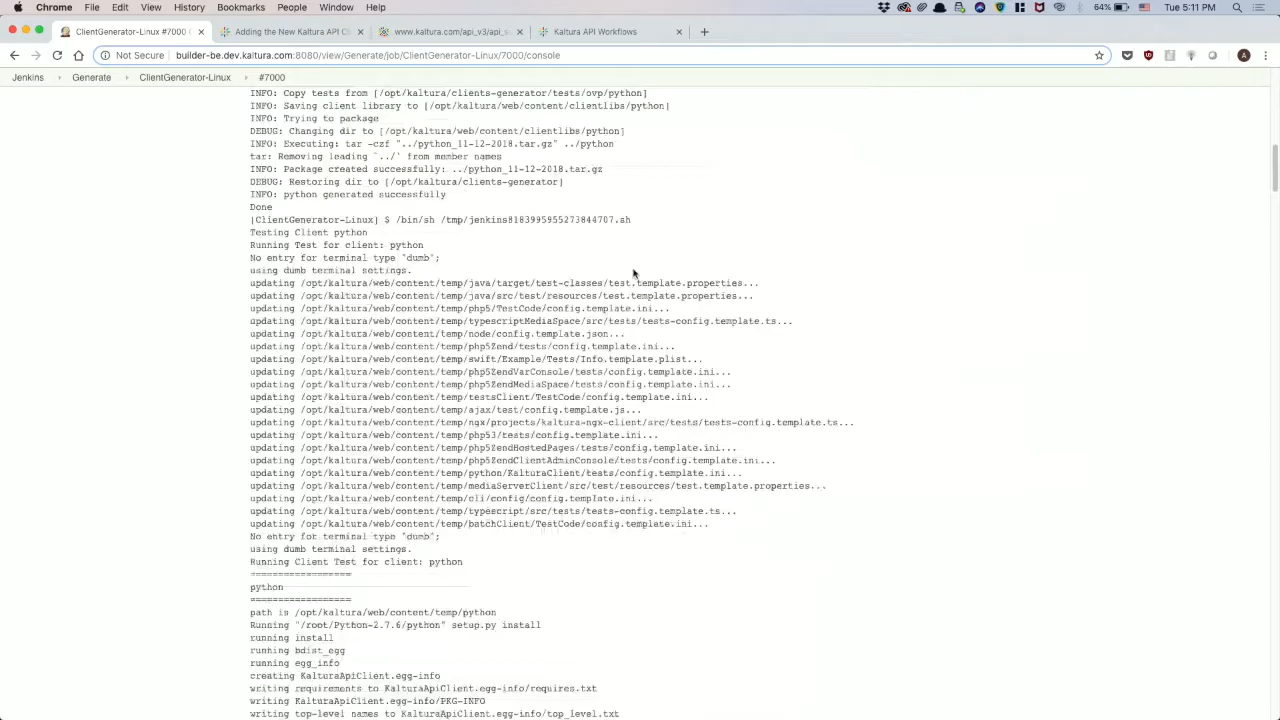 Chrome File Edit View History Bookmarks People Window Help 64% Tue 5:11 PM
ClientGenerator-Linux #7000 Adding the New Kaltura API Cl www.kaltura.com/api_v3/api_s Kaltura API Workflows
Not Secure builder-be.dev.kaltura.com:8080/view/Generate/job/ClientGenerator-Linux/7000/console
Jenkins Generate ClientGenerator-Linux #7000
INFO: Copy tests from [/opt/kaltura/clients-generator/tests/ovp/python]
INFO: Saving client library to [/opt/kaltura/web/content/clientlibs/python]
INFO: Trying to package
DEBUG: Changing dir to [/opt/kaltura/web/content/clientlibs/python]
INFO: Executing: tar -czf "../python_11-12-2018.tar.gz" ../python
tar: Removing leading `../' from member names
INFO: Package created successfully: ../python_11-12-2018.tar.gz
DEBUG: Restoring dir to [/opt/kaltura/clients-generator]
INFO: python generated successfully
Done
[ClientGenerator-Linux] $ /bin/sh /tmp/jenkins8183995955273844707.sh
Testing Client python
Running Test for client: python
No entry for terminal type "dumb";
using dumb terminal settings.
updating /opt/kaltura/web/content/temp/java/target/test-classes/test.template.properties...
updating /opt/kaltura/web/content/temp/java/src/test/resources/test.template.properties...
updating /opt/kaltura/web/content/temp/php5/TestCode/config.template.ini...
updating /opt/kaltura/web/content/temp/typescriptMediaSpace/src/tests/tests-config.template.ts...
updating /opt/kaltura/web/content/temp/node/config.template.json...
updating /opt/kaltura/web/content/temp/php5Zend/tests/config.template.ini...
updating /opt/kaltura/web/content/temp/swift/Example/Tests/Info.template.plist...
updating /opt/kaltura/web/content/temp/php5ZendVarConsole/tests/config.template.ini...
updating /opt/kaltura/web/content/temp/php5ZendMediaSpace/tests/config.template.ini...
updating /opt/kaltura/web/content/temp/testsClient/TestCode/config.template.ini...
updating /opt/kaltura/web/content/temp/ajax/test/config.template.js...
updating /opt/kaltura/web/content/temp/ngx/projects/kaltura-ngx-client/src/tests/tests-config.template.ts...
updating /opt/kaltura/web/content/temp/php53/tests/config.template.ini...
updating /opt/kaltura/web/content/temp/php5ZendHostedPages/tests/config.template.ini...
updating /opt/kaltura/web/content/temp/php5ZendClientAdminConsole/tests/config.template.ini...
updating /opt/kaltura/web/content/temp/python/KalturaClient/tests/config.template.ini...
updating /opt/kaltura/web/content/temp/mediaServerClient/src/test/resources/test.template.properties...
updating /opt/kaltura/web/content/temp/cli/config/config.template.ini...
updating /opt/kaltura/web/content/temp/typescript/src/tests/tests-config.template.ts...
updating /opt/kaltura/web/content/temp/batchClient/TestCode/config.template.ini...
No entry for terminal type "dumb";
using dumb terminal settings.
Running Client Test for client: python
==================
python
==================
path is /opt/kaltura/web/content/temp/python
Running "/root/Python-2.7.6/python" setup.py install
running install
running bdist_egg
running egg_info
creating KalturaApiClient.egg-info
writing requirements to KalturaApiClient.egg-info/requires.txt
writing KalturaApiClient.egg-info/PKG-INFO
writing top-level names to KalturaApiClient.egg-info/top_level.txt